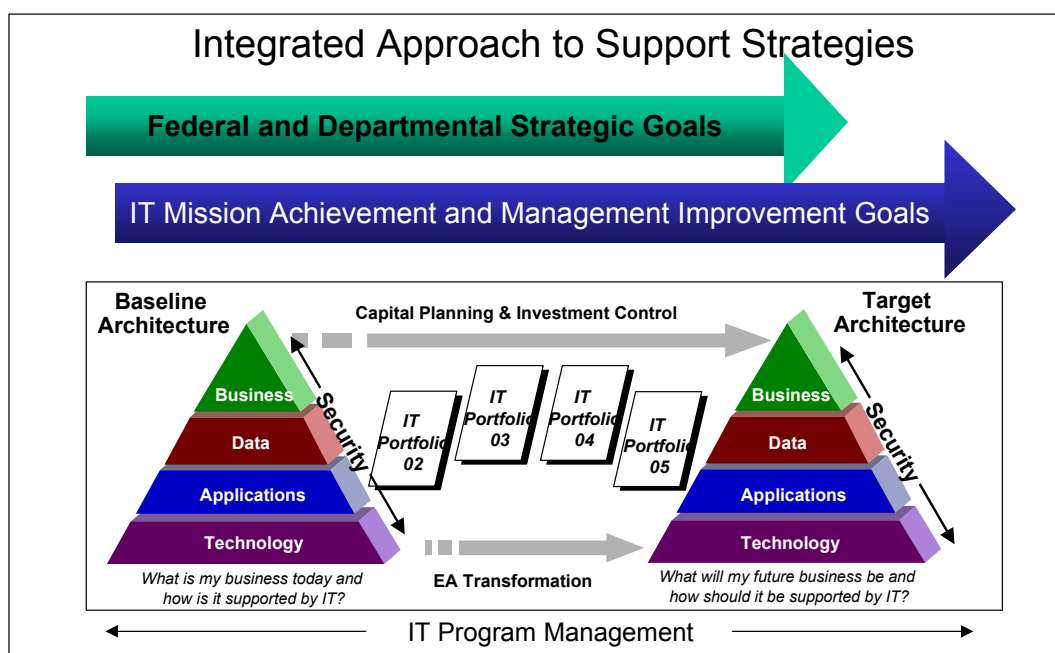 Integrated Approach to Support Strategies
Federal and Departmental Strategic Goals
IT Mission Achievement and Management Improvement Goals
Baseline
Architecture
Capital Planning & Investment Control
Target
Architecture
Business
Data
Applications
Technology
Security
IT
Portfolio
02
IT
Portfolio
03
IT
Portfolio
04
IT
Portfolio
05
Business
Data
Applications
Technology
Security
What is my business today and
how is it supported by IT?
EA Transformation
What will my future business be and
how should it be supported by IT?
IT Program Management